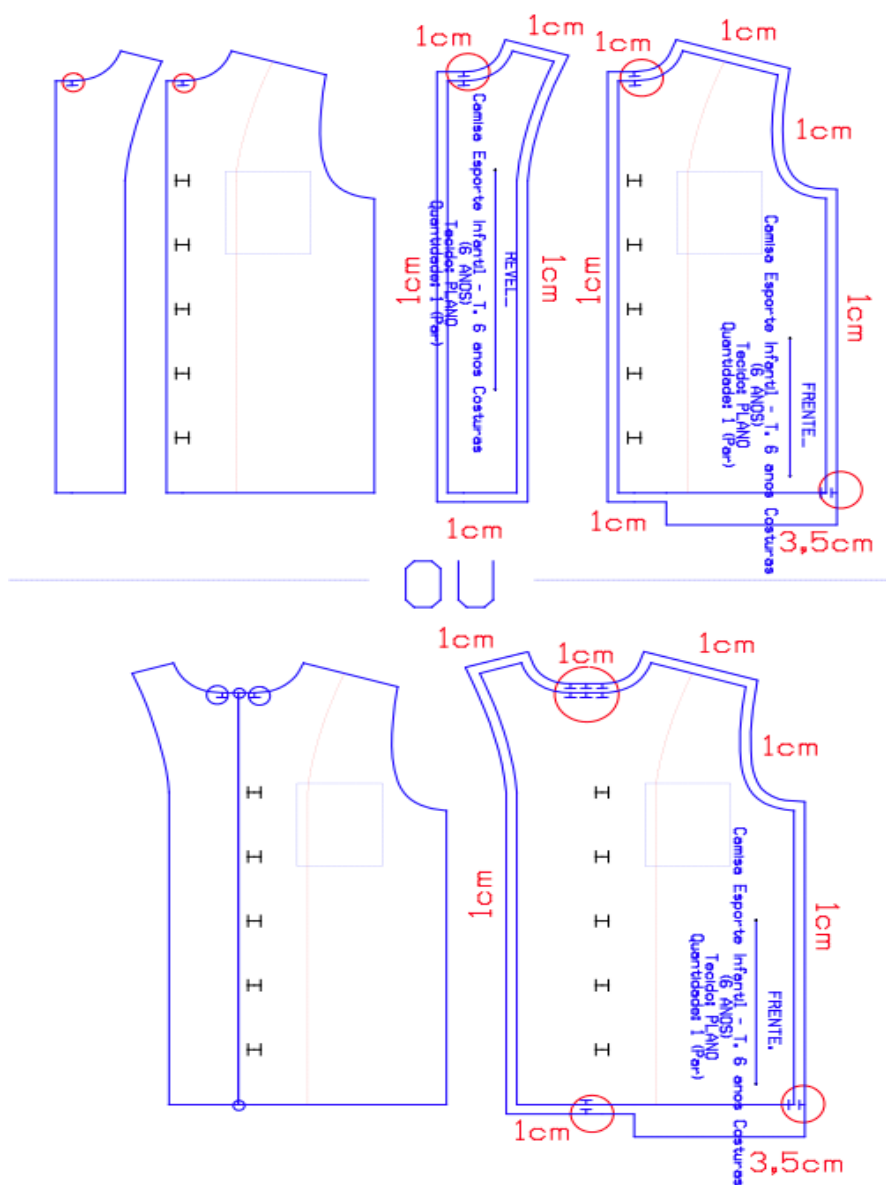 1cm
1cm
1cm
1cm
1cm
1cm
1cm
1cm
1cm
REVEL_
Camisa Esporte Infantil - T. 6 anos Costuras
(6 ANOS)
Tecido: PLANO
Quantidade: 1 (Par)
FRENTE_
Camisa Esporte Infantil - T. 6 anos Costuras
(6 ANOS)
Tecido: PLANO
Quantidade: 1 (Par)
1cm
1cm
3,5cm
OU
1cm
1cm
1cm
1cm
1cm
1cm
FRENTE.
Camisa Esporte Infantil - T. 6 anos Costuras
(6 ANOS)
Tecido: PLANO
Quantidade: 1 (Par)
1cm
3,5cm